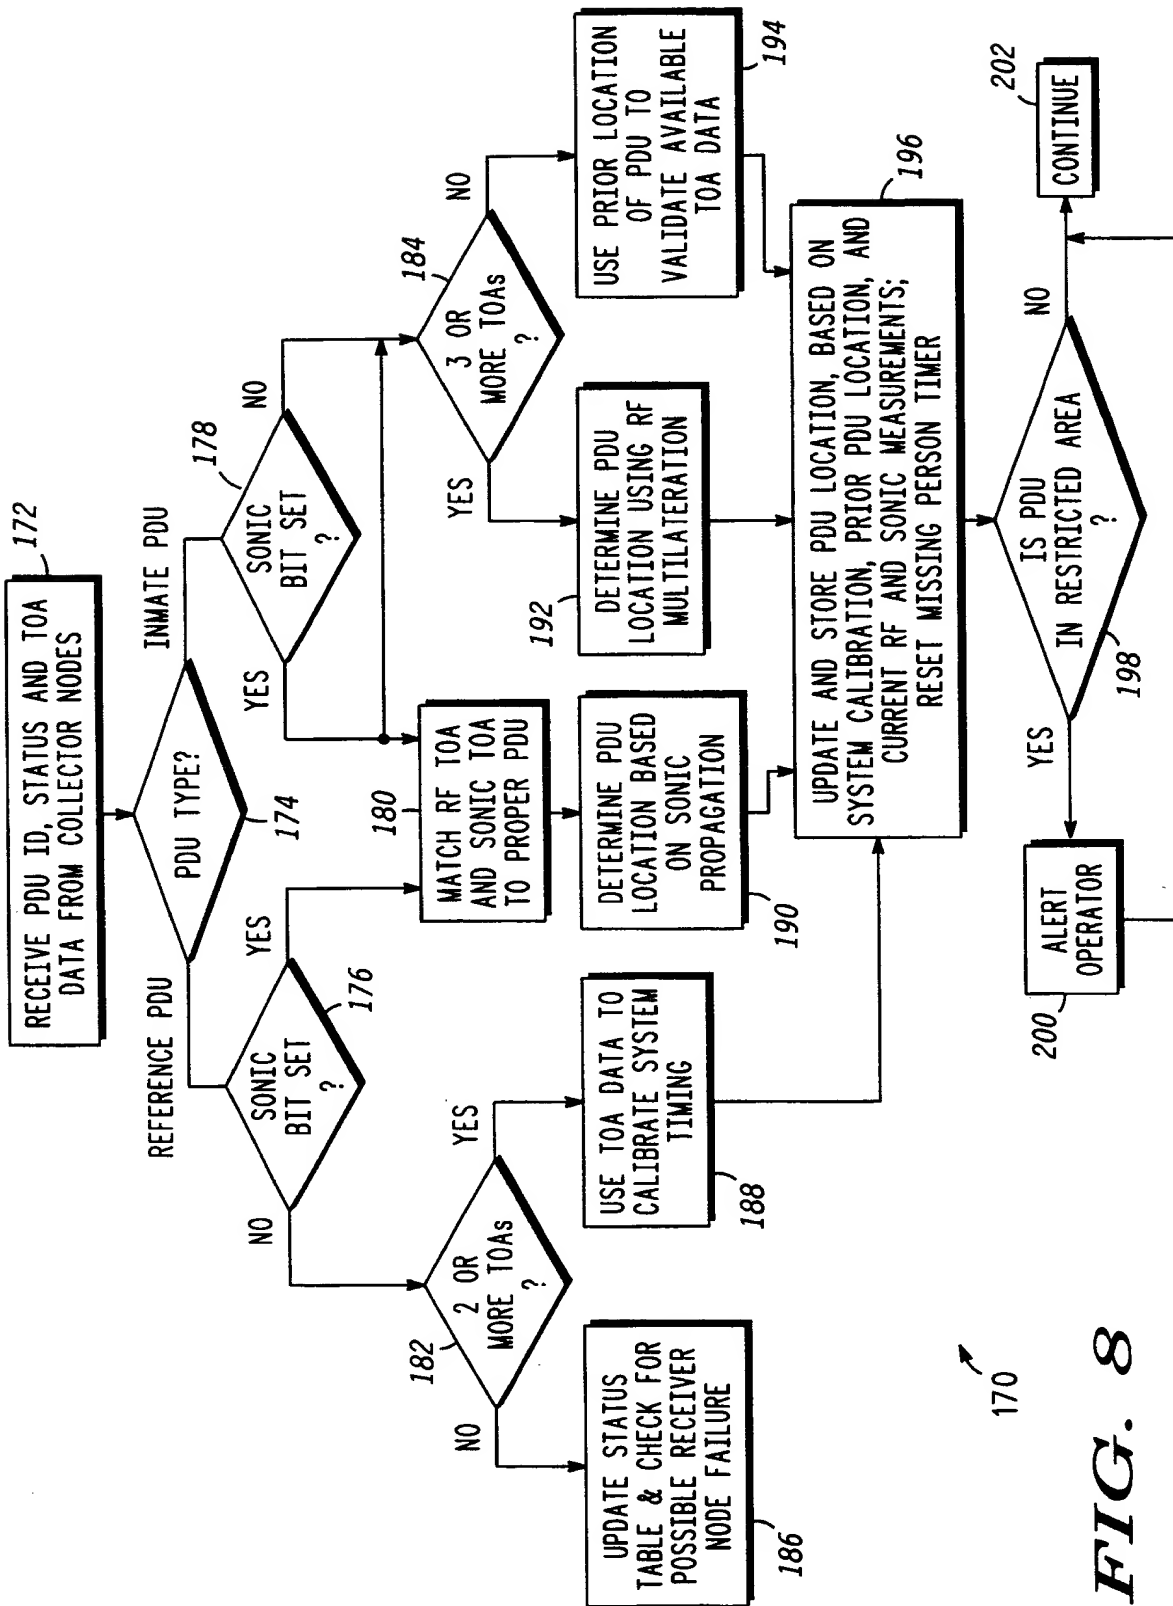 RECEIVE PDU ID, STATUS AND TOA
DATA FROM COLLECTOR NODES
172
PDU TYPE?
174
REFERENCE PDU
INMATE PDU
SONIC
BIT SET
?
176
NO
YES
SONIC
BIT SET
?
178
YES
NO
2 OR
MORE TOAs
?
182
NO
YES
MATCH RF TOA
AND SONIC TOA
TO PROPER PDU
180
3 OR
MORE TOAs
?
184
YES
NO
UPDATE STATUS
TABLE & CHECK FOR
POSSIBLE RECEIVER
NODE FAILURE
186
USE TOA DATA TO
CALIBRATE SYSTEM
TIMING
188
DETERMINE PDU
LOCATION BASED
ON SONIC
PROPAGATION
190
DETERMINE PDU
LOCATION USING RF
MULTILATERATION
192
USE PRIOR LOCATION
OF PDU TO
VALIDATE AVAILABLE
TOA DATA
194
UPDATE AND STORE PDU LOCATION, BASED ON
SYSTEM CALIBRATION, PRIOR PDU LOCATION, AND
CURRENT RF AND SONIC MEASUREMENTS;
RESET MISSING PERSON TIMER
196
IS PDU
IN RESTRICTED AREA
?
198
YES
NO
ALERT
OPERATOR
200
CONTINUE
202
170
FIG. 8